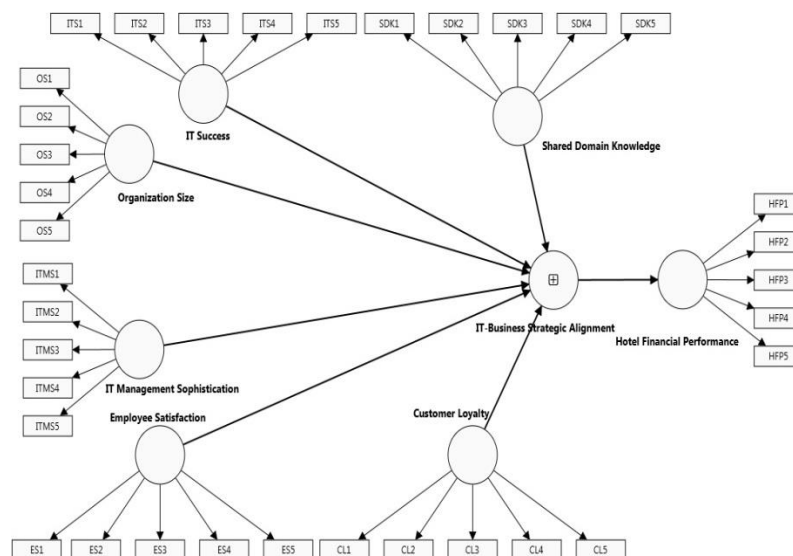 ITS1
ITS2
ITS3
ITS4
ITS5
SDK1
SDK2
SDK3
SDK4
SDK5
IT Success
Shared Domain Knowledge
OS1
OS2
OS3
OS4
OS5
Organization Size
HFP1
HFP2
HFP3
HFP4
HFP5
ITMS1
ITMS2
ITMS3
ITMS4
ITMS5
IT-Business Strategic Alignment
Hotel Financial Performance
IT Management Sophistication
Employee Satisfaction
Customer Loyalty
ES1
ES2
ES3
ES4
ES5
CL1
CL2
CL3
CL4
CL5